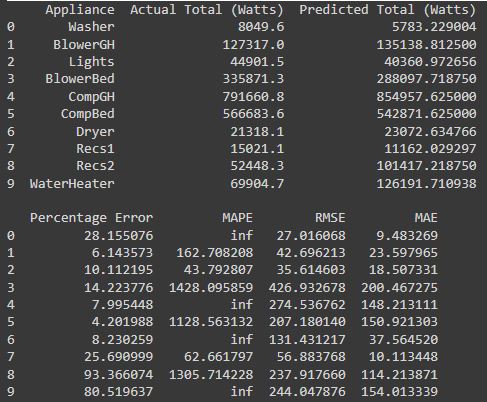 Appliance Actual Total (Watts) Predicted Total (Watts)
0 Washer 8049.6 5783.229004
1 BlowerGH 127317.0 135138.812500
2 Lights 44901.5 40360.972656
3 BlowerBed 335871.3 288097.718750
4 CompGH 791660.8 854957.625000
5 CompBed 566683.6 542871.625000
6 Dryer 21318.1 23072.634766
7 Recs1 15021.1 11162.029297
8 Recs2 52448.3 101417.218750
9 WaterHeater 69904.7 126191.710938
Percentage Error MAPE RMSE MAE
0 28.155076 inf 27.016068 9.483269
1 6.143573 162.708208 42.696213 23.597965
2 10.112195 43.792807 35.614603 18.507331
3 14.223776 1428.095859 426.932678 200.467275
4 7.995448 inf 274.536762 148.213111
5 4.201988 1128.563132 207.180140 150.921303
6 8.230259 inf 131.431217 37.564520
7 25.690999 62.661797 56.883768 10.113448
8 93.366074 1305.714228 237.917660 114.213871
9 80.519637 inf 244.047876 154.013339